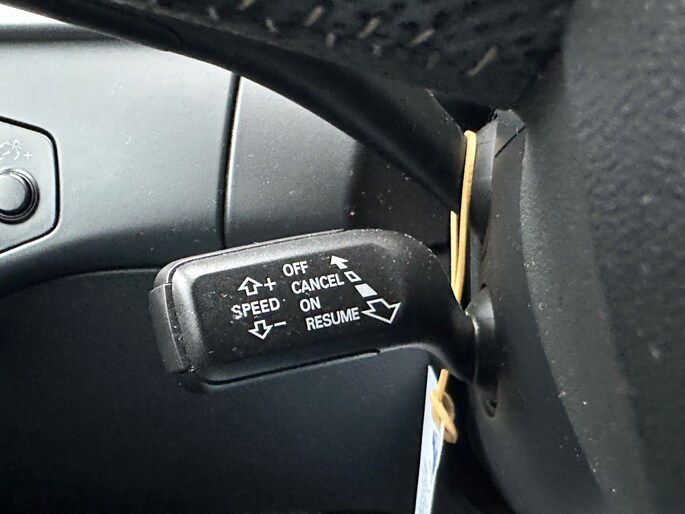 OFF
+ CANCEL
SPEED ON
- RESUME